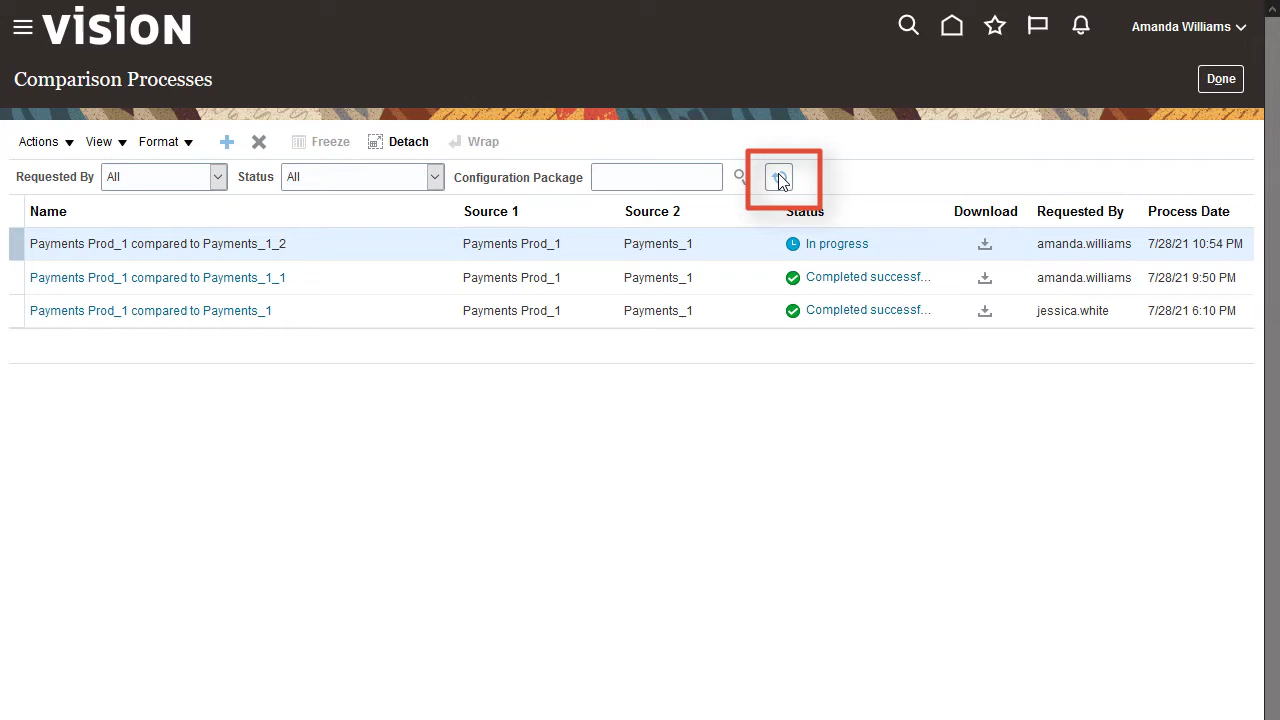 vision
Amanda Williams
Comparison Processes
Done
Actions View Format Freeze Detach Wrap
Requested By All Status All Configuration Package
Name Source 1 Source 2 Status Download Requested By Process Date
Payments Prod_1 compared to Payments_1_2 Payments Prod_1 Payments_1 In progress amanda.williams 7/28/21 10:54 PM
Payments Prod_1 compared to Payments_1_1 Payments Prod_1 Payments_1 Completed successf... amanda.williams 7/28/21 9:50 PM
Payments Prod_1 compared to Payments_1 Payments Prod_1 Payments_1 Completed successf... jessica.white 7/28/21 6:10 PM